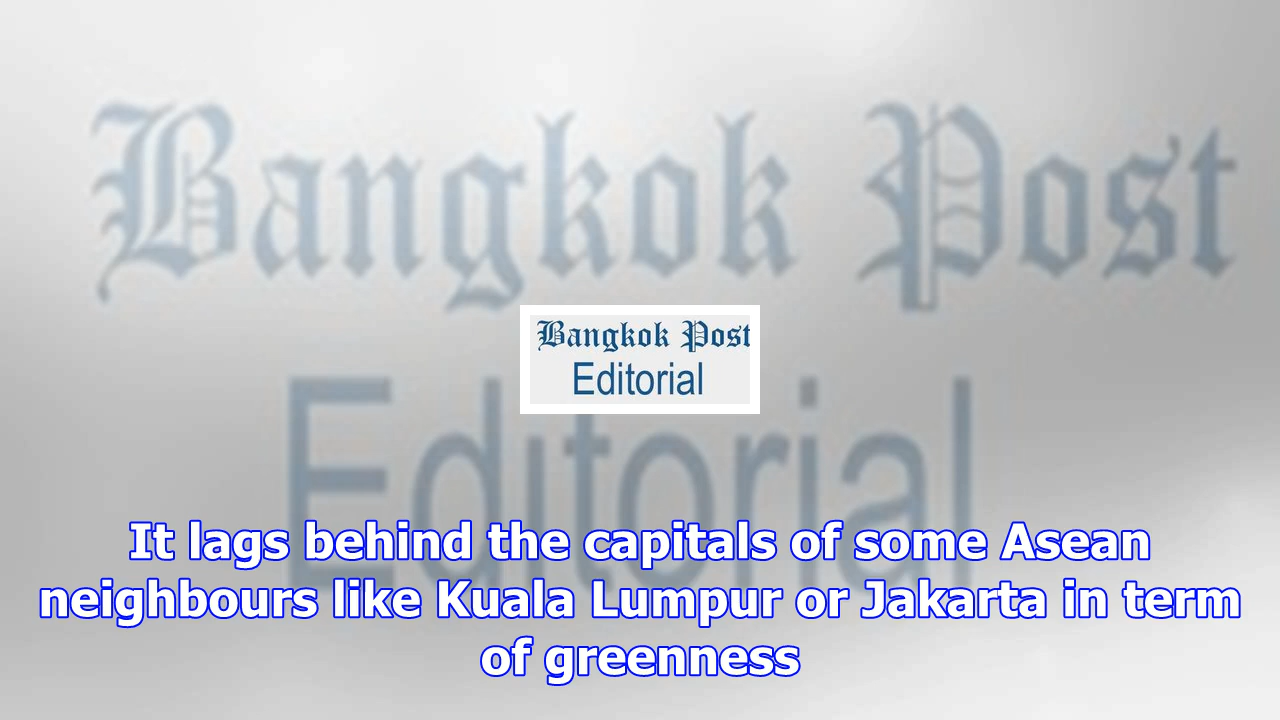 Bangkok Post
Editorial
Bangkok Post
Editorial
It lags behind the capitals of some Asean
neighbours like Kuala Lumpur or Jakarta in term
of greenness